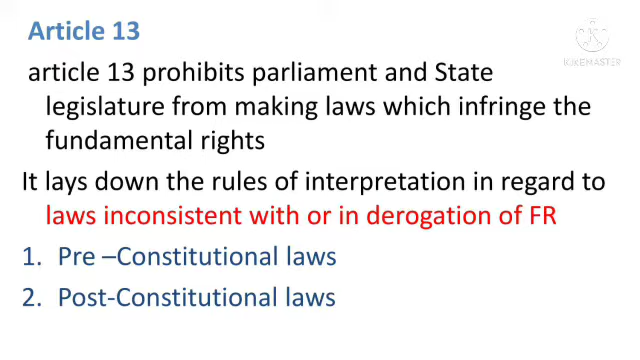 Article 13
KINEMASTER
article 13 prohibits parliament and State
legislature from making laws which infringe the
fundamental rights
It lays down the rules of interpretation in regard to
laws inconsistent with or in derogation of FR
1. Pre –Constitutional laws
2. Post-Constitutional laws